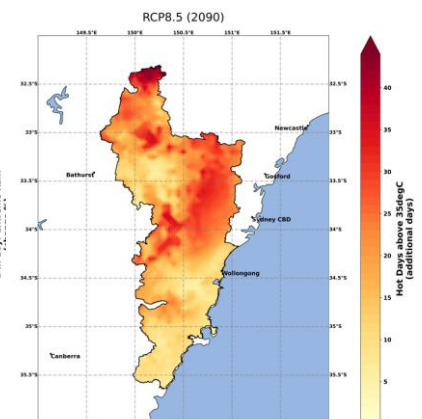 RCP8.5 (2090)
149.5°E 150°E 150.5°E 151°E 151.5°E
32.5°S 32.5°S
33°S 33°S
33.5°S 33.5°S
34°S 34°S
34.5°S 34.5°S
35°S 35°S
35.5°S 35.5°S
Newcastle
Bathurst
Gosford
Sydney CBD
Wollongong
Canberra
40
35
30
25
20
15
10
5
Hot Days above 35degC
(additional days)